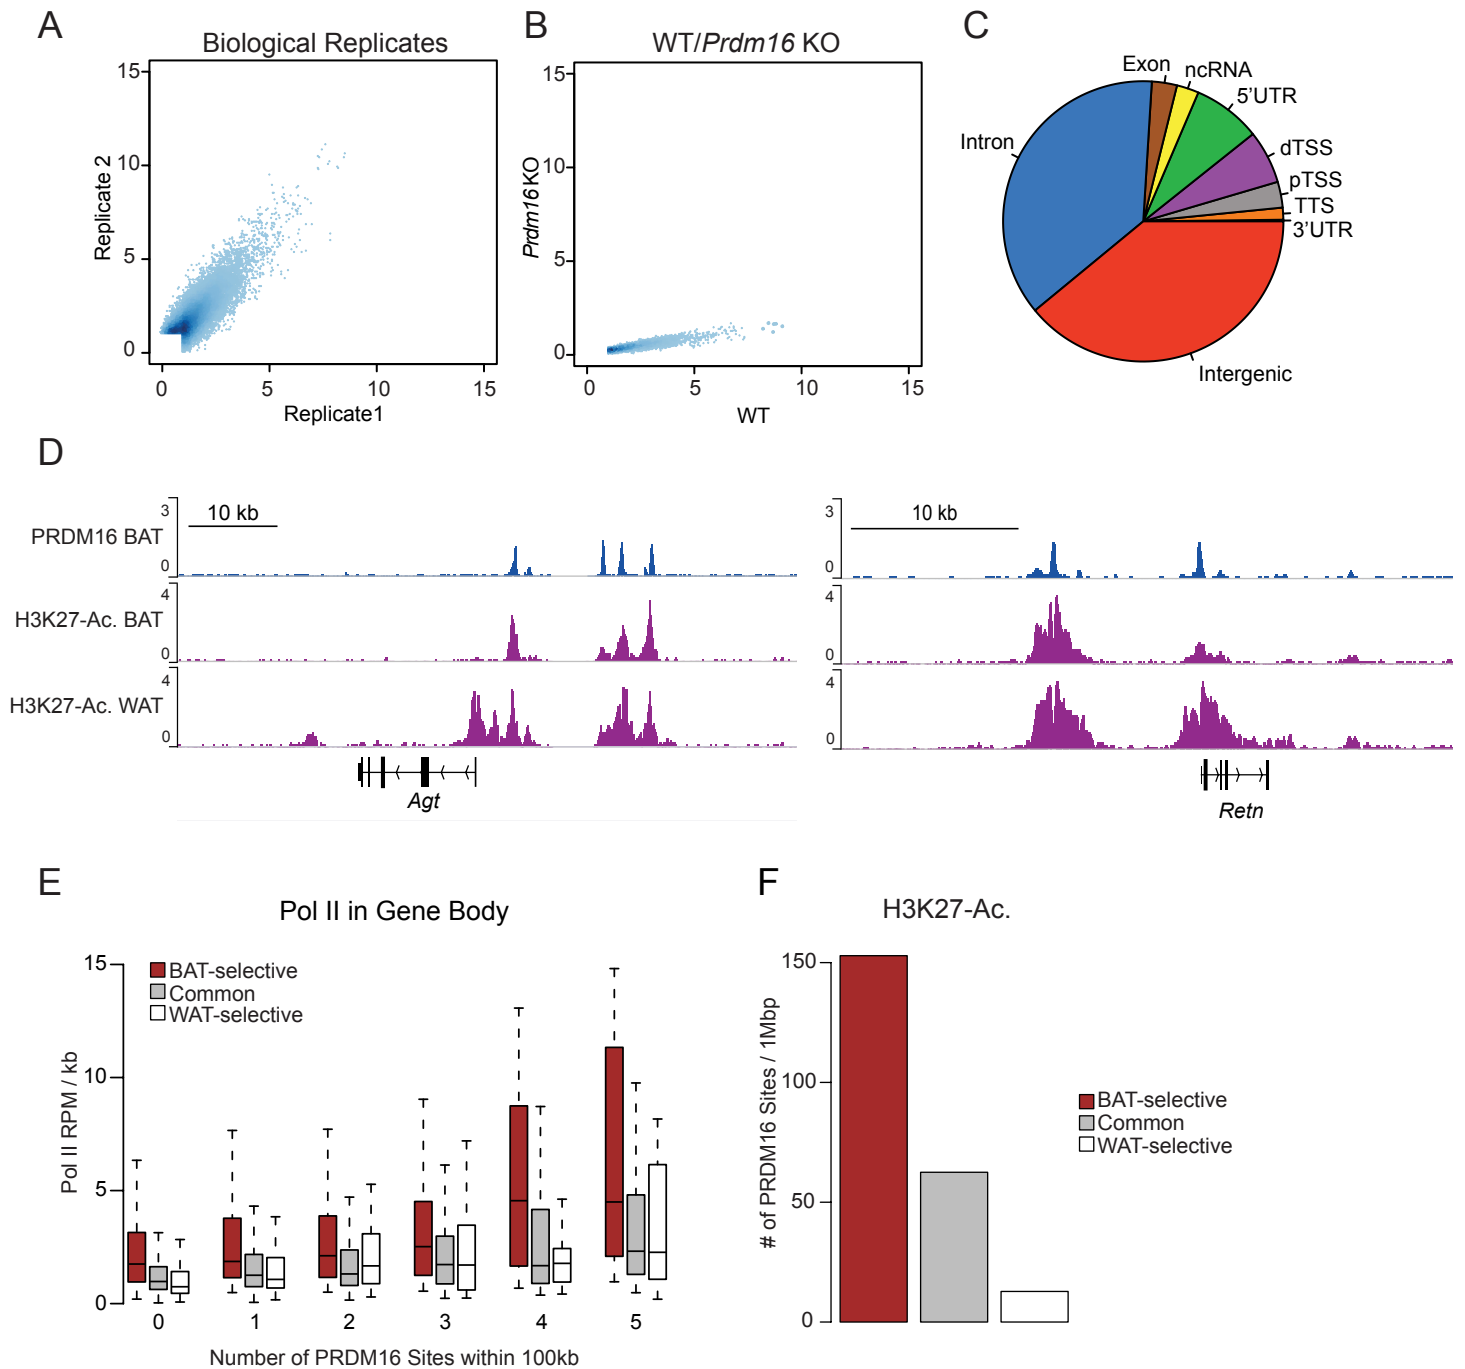 A
Biological Replicates
15
10
5
0
Replicate 2
0
5
10
15
Replicate1
B
WT/Prdm16 KO
15
10
5
0
Prdm16 KO
0
5
10
15
WT
C
Exon
ncRNA
5'UTR
dTSS
pTSS
TTS
3'UTR
Intron
Intergenic
D
10 kb
10 kb
PRDM16 BAT
3
0
3
0
H3K27-Ac. BAT
4
0
4
0
H3K27-Ac. WAT
4
0
4
0
Agt
Retn
E
Pol II in Gene Body
BAT-selective
Common
WAT-selective
15
10
5
0
Pol II RPM / kb
0
1
2
3
4
5
Number of PRDM16 Sites within 100kb
F
H3K27-Ac.
150
100
50
0
# of PRDM16 Sites / 1Mbp
BAT-selective
Common
WAT-selective